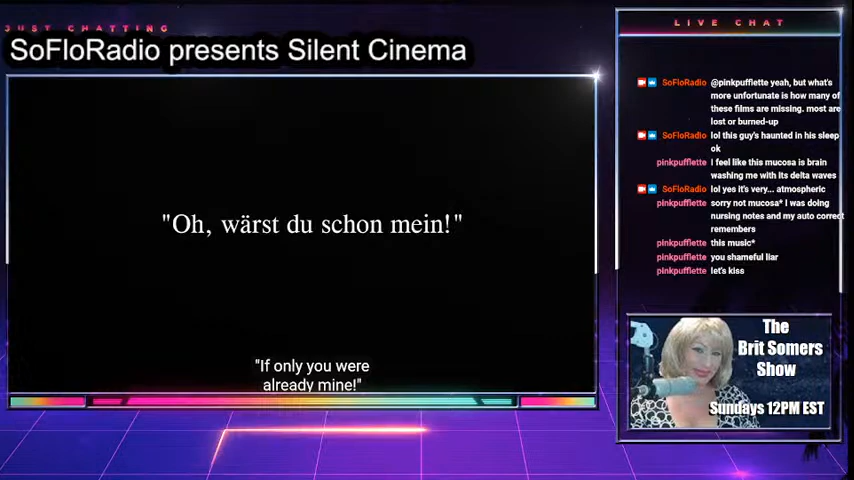 JUST CHATTING
SoFloRadio presents Silent Cinema
"Oh, wärst du schon mein!"
"If only you were
already mine!"
LIVE CHAT
SoFloRadio @pinkpufflette yeah, but what's
more unfortunate is how many of
these films are missing. most are
lost or burned-up
SoFloRadio lol this guy's haunted in his sleep
ok
pinkpufflette I feel like this mucosa is brain
washing me with its delta waves
SoFloRadio lol yes it's very... atmospheric
pinkpufflette sorry not mucosa* I was doing
nursing notes and my auto correct
remembers
pinkpufflette this music*
pinkpufflette you shameful liar
pinkpufflette let's kiss
The
Brit Somers
Show
Sundays 12PM EST